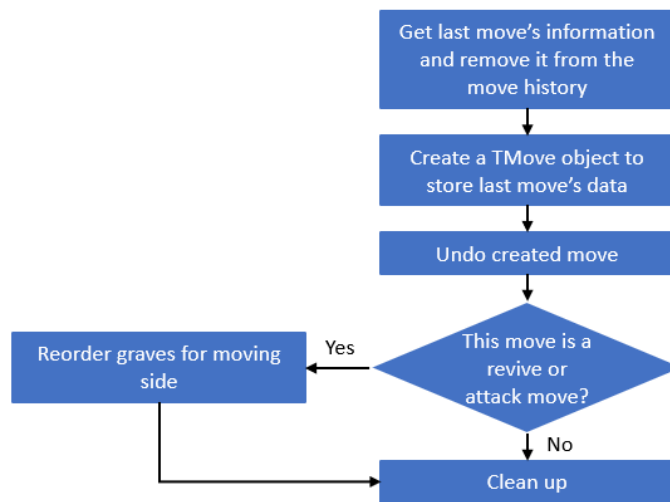 Get last move's information
and remove it from the
move history
Create a TMove object to
store last move's data
Undo created move
This move is a
revive or
attack move?
Yes
Reorder graves for moving
side
No
Clean up